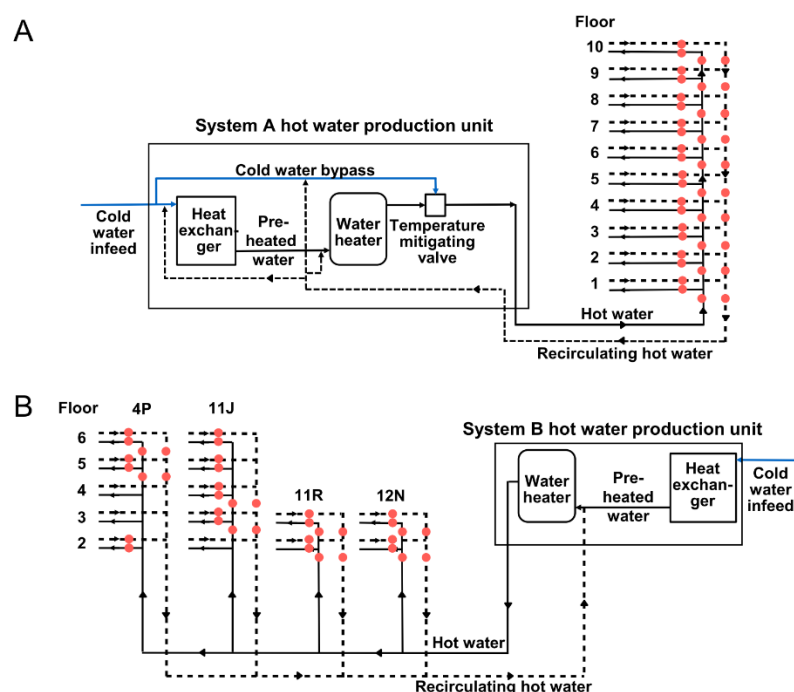 A
Floor
10
9
8
7
6
5
4
3
2
1
System A hot water production unit
Cold water bypass
Cold
water
infeed
Heat
exchan-
ger
Pre-
heated
water
Water
heater
Temperature
mitigating
valve
Hot water
Recirculating hot water
B
Floor
4P
11J
6
5
4
3
2
11R
12N
System B hot water production unit
Water
heater
Pre-
heated
water
Heat
exchan-
ger
Cold
water
infeed
Hot water
Recirculating hot water